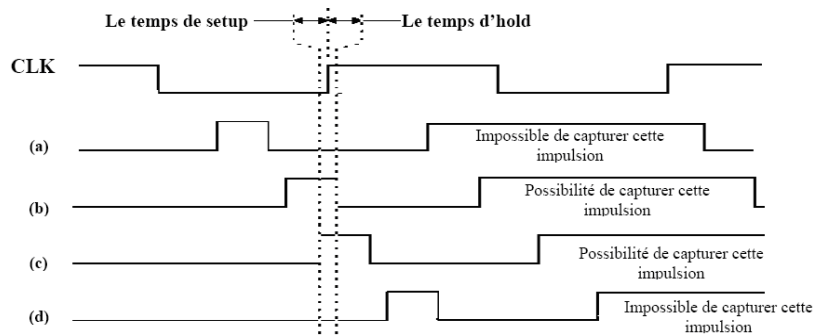 Le temps de setup
Le temps d'hold
CLK
(a)
Impossible de capturer cette
impulsion
(b)
Possibilité de capturer cette
impulsion
(c)
Possibilité de capturer cette
impulsion
(d)
Impossible de capturer cette
impulsion